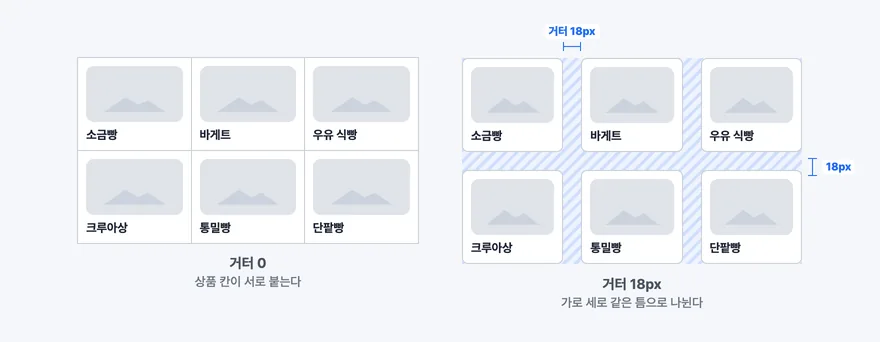 소금빵
바게트
우유 식빵
크루아상
통밀빵
단팥빵
거터 0
상품 칸이 서로 붙는다
거터 18px
소금빵
바게트
우유 식빵
18px
크루아상
통밀빵
단팥빵
거터 18px
가로 세로 같은 틈으로 나뉜다